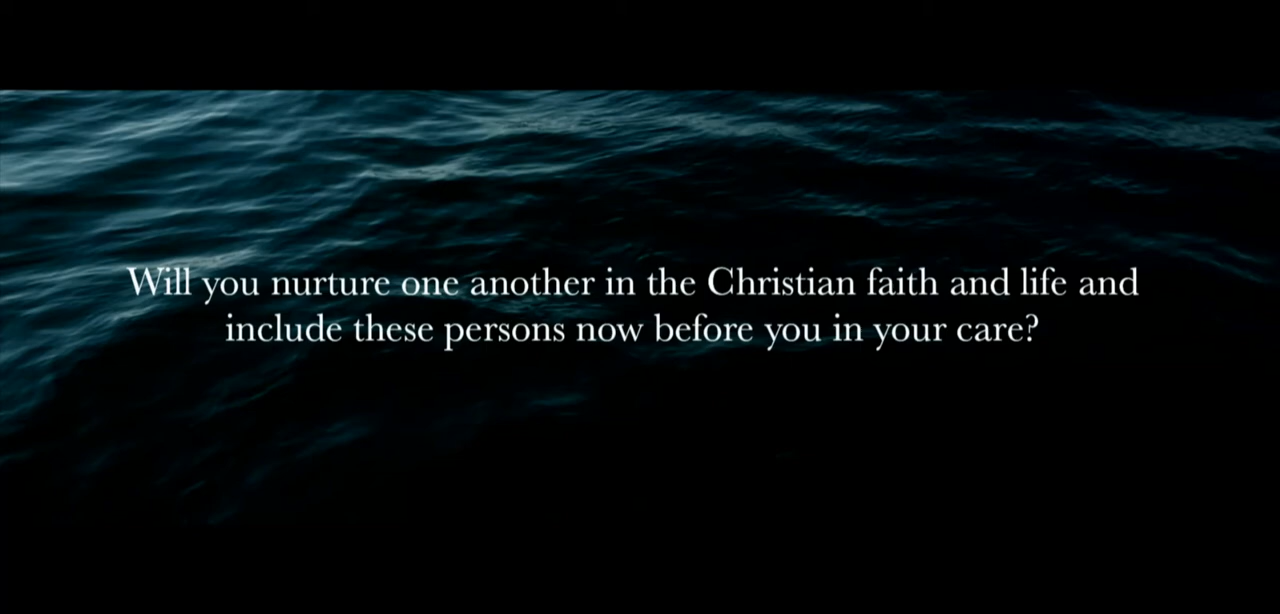 Will you nurture one another in the Christian faith and life and
include these persons now before you in your care?